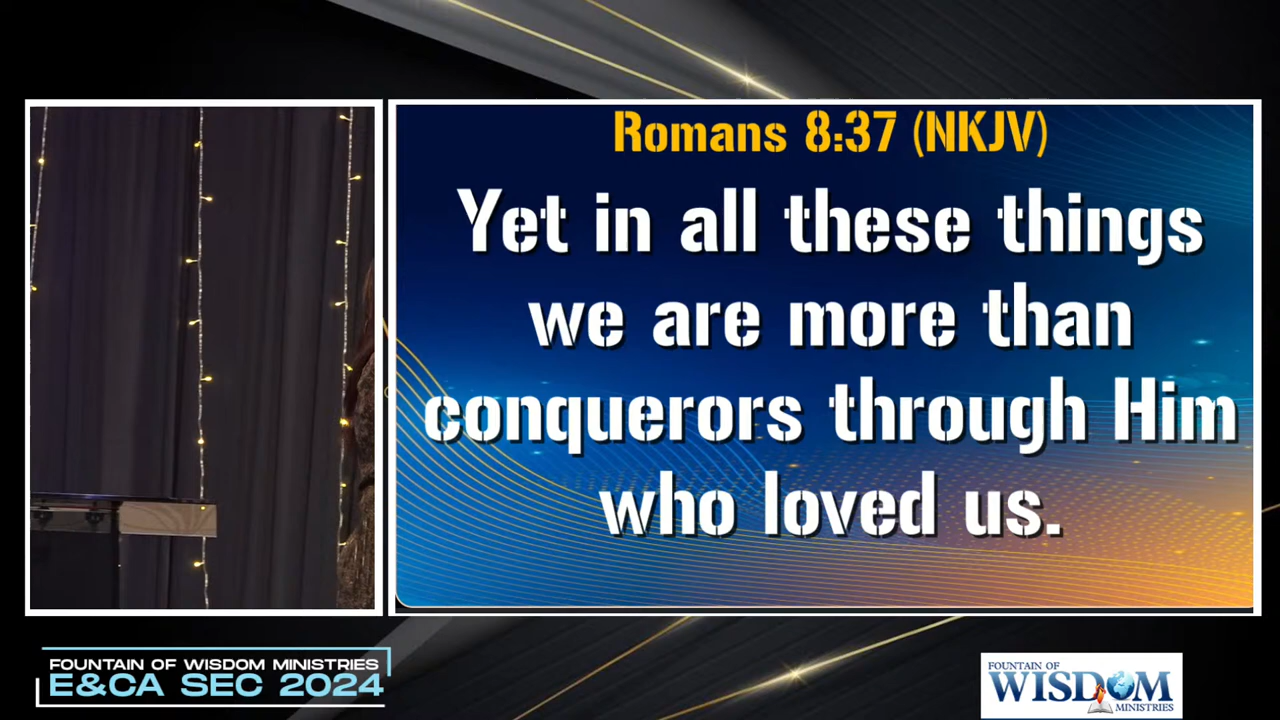 Romans 8:37 (NKJV)
Yet in all these things
we are more than
conquerors through Him
who loved us.
FOUNTAIN OF WISDOM MINISTRIES
E&CA SEC 2024
FOUNTAIN OF
WISDOM
MINISTRIES